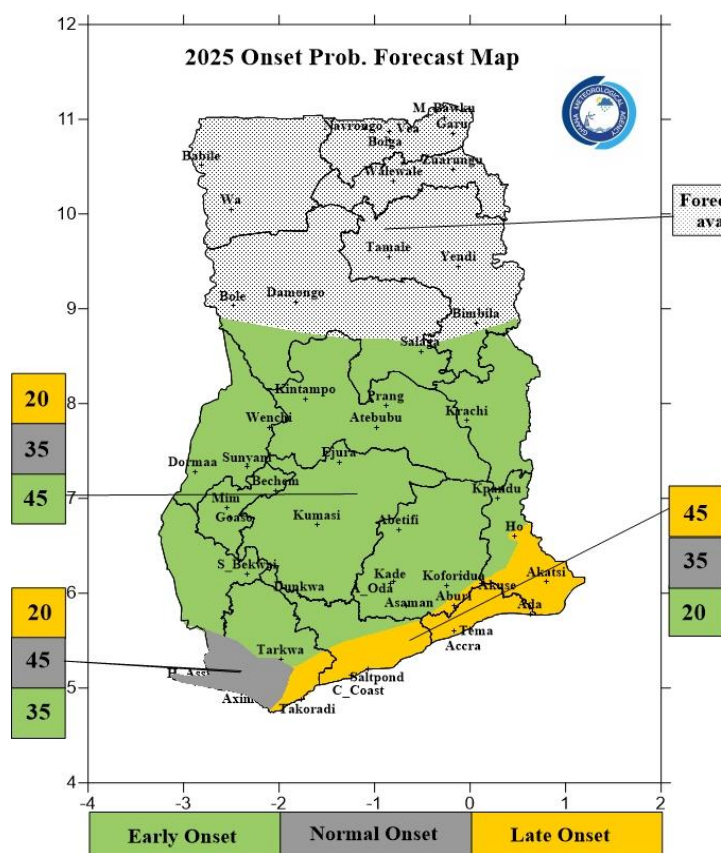 12
2025 Onset Prob. Forecast Map
11
10
9
8
7
6
5
4
-4
-3
-2
-1
0
1
2
GHANA METEOROLOGICAL AGENCY
M_Bawku
Garu
Vea
Bolga
Zuarungu
Babile
Walewale
Wa
Tamale
Yendi
Bole
Damongo
Bimbila
Salaga
Kintampo
Prang
Wenchi
Atebubu
Krachi
Dormaa
Sunyani
Ejura
Bechem
Mim
Goaso
Kumasi
Abetifi
Kpandu
Ho
S_Bekwai
Dunkwa
Kade
A_Oda
Koforidua
Akuse
Akatsi
Asaman
Aburi
Ada
Tarkwa
Tema
Accra
Saltpond
C_Coast
Axim
Takoradi
20
35
45
20
45
35
45
35
20
Early Onset
Normal Onset
Late Onset